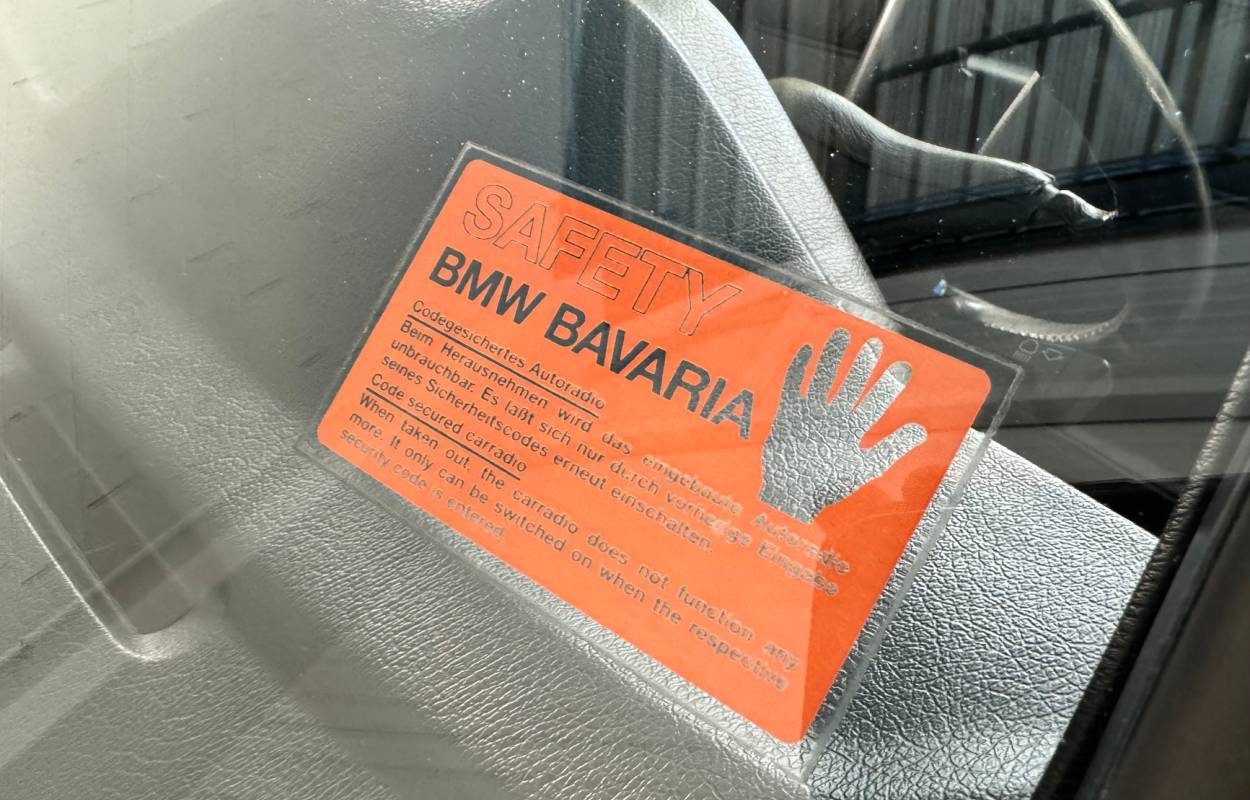 SAFETY
BMW BAVARIA
Codegesichertes Autoradio
Beim Herausnehmen wird das eingebaute Autoradio
unbrauchbar. Es läßt sich nur durch vorherige Eingabe
seines Sicherheitscodes erneut einschalten.
Code secured carradio
When taken out, the carradio does not function any
more. It only can be switched on when the respective
security code is entered.